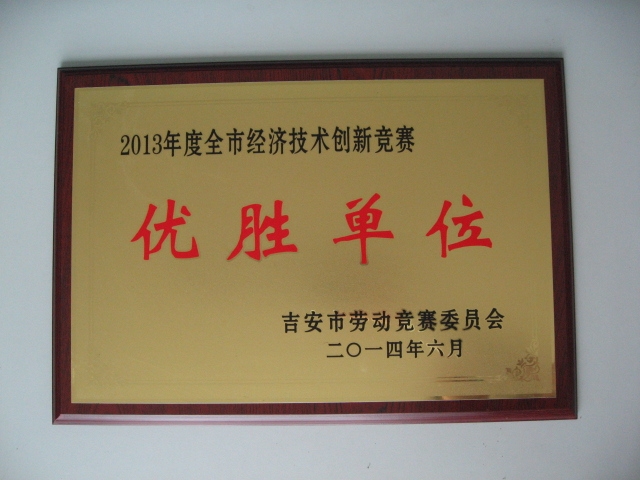 2013年度全市经济技术创新竞赛
优胜单位
吉安市劳动竞赛委员会
二〇一四年六月